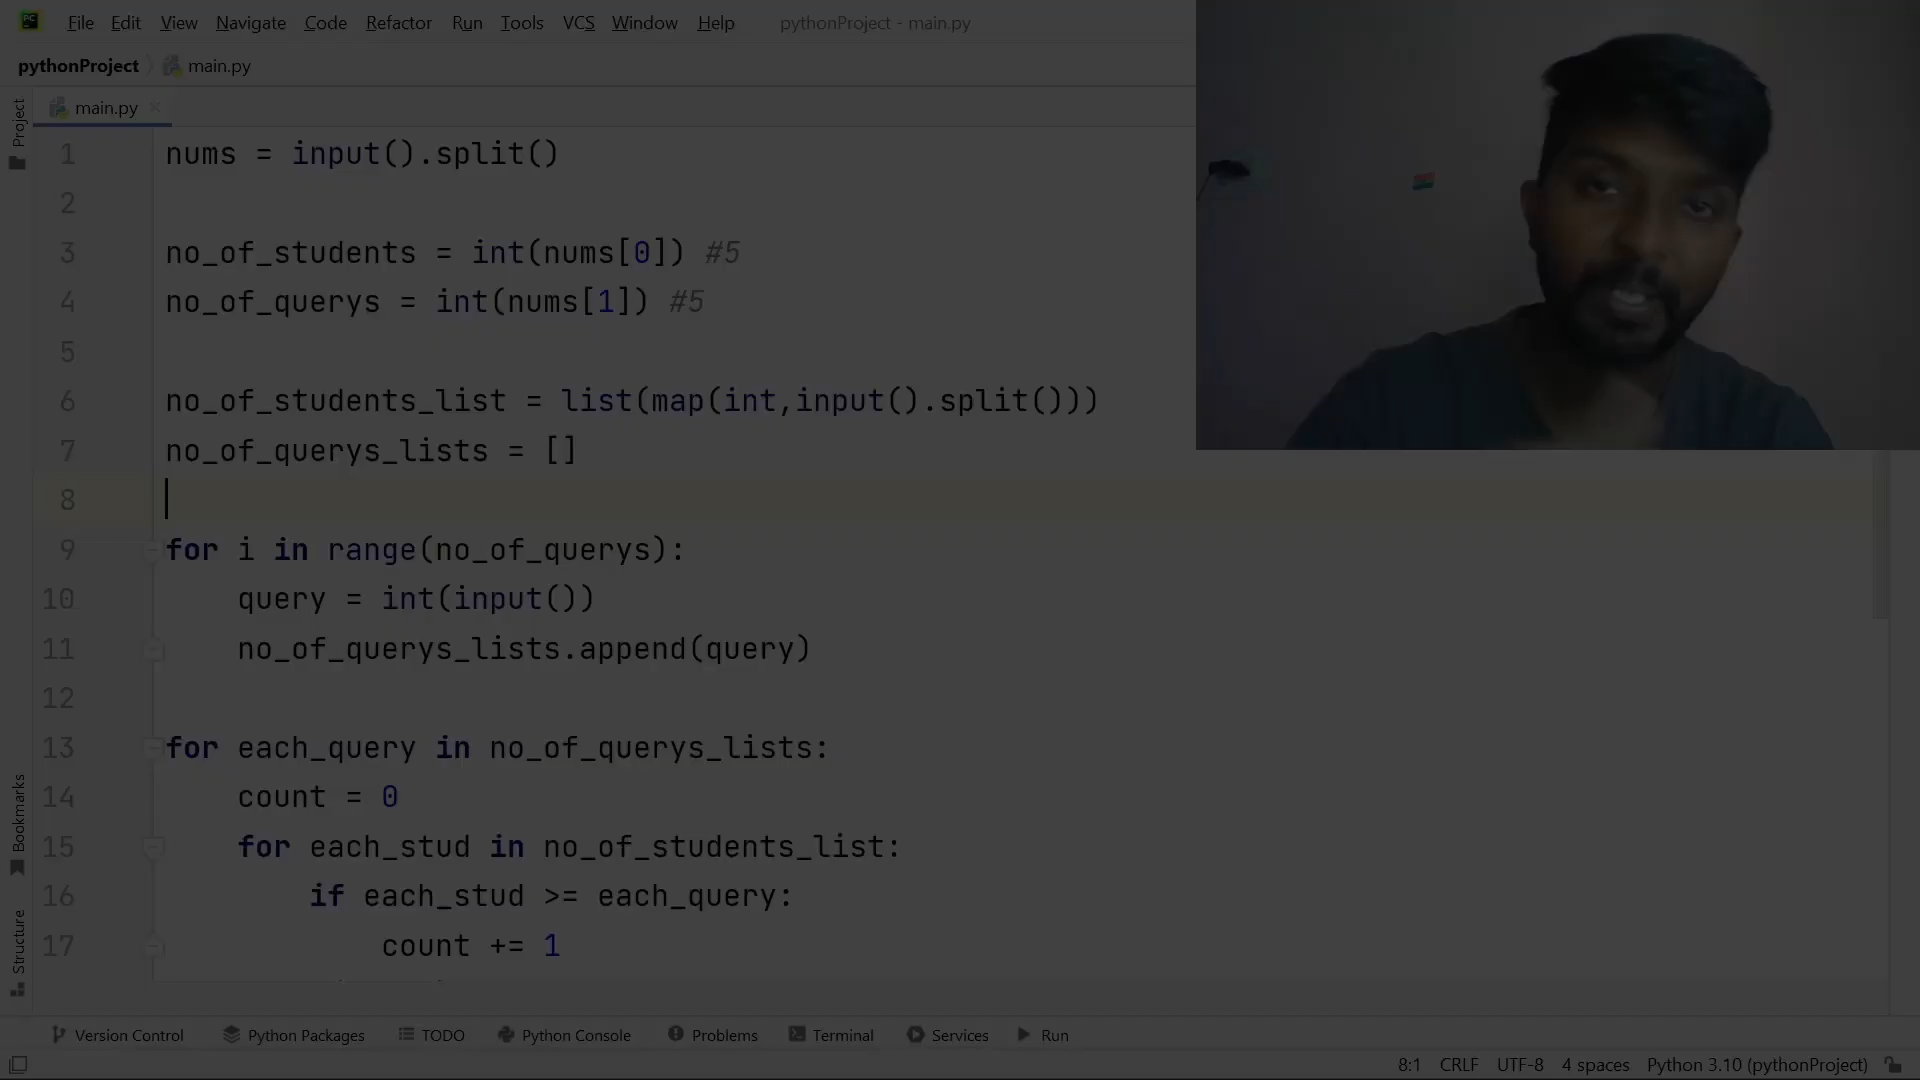 PC File Edit View Navigate Code Refactor Run Tools VCS Window Help pythonProject - main.py
pythonProject main.py
Project
main.py
1 nums = input().split()
2
3 no_of_students = int(nums[0]) #5
4 no_of_querys = int(nums[1]) #5
5
6 no_of_students_list = list(map(int,input().split()))
7 no_of_querys_lists = []
8
9 for i in range(no_of_querys):
10 query = int(input())
11 no_of_querys_lists.append(query)
12
13 for each_query in no_of_querys_lists:
14 count = 0
15 for each_stud in no_of_students_list:
16 if each_stud >= each_query:
17 count += 1
Bookmarks
Structure
Version Control Python Packages TODO Python Console Problems Terminal Services Run
8:1 CRLF UTF-8 4 spaces Python 3.10 (pythonProject)